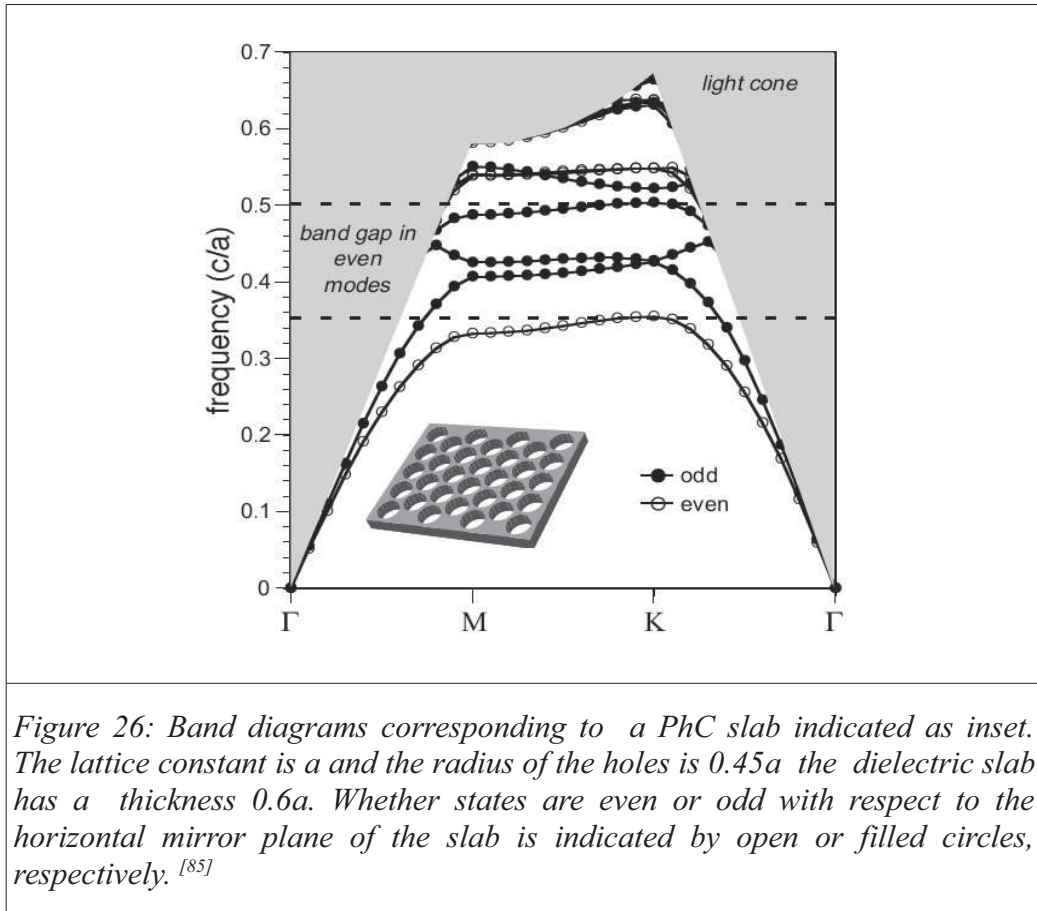 0.7
0.6
0.5
0.4
0.3
0.2
0.1
0
frequency (c/a)
light cone
band gap in
even
modes
odd
even
Γ M K Γ
Figure 26: Band diagrams corresponding to a PhC slab indicated as inset.
The lattice constant is a and the radius of the holes is 0.45a the dielectric slab
has a thickness 0.6a. Whether states are even or odd with respect to the
horizontal mirror plane of the slab is indicated by open or filled circles,
respectively. [85]